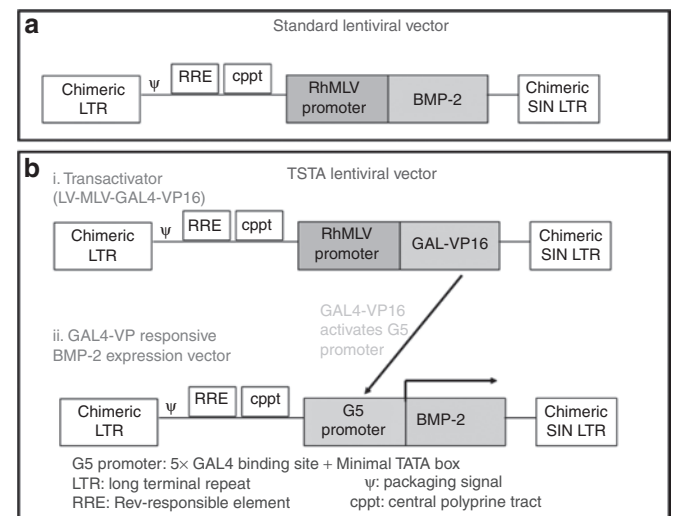 a
Standard lentiviral vector
Chimeric
LTR
ψ
RRE
cppt
RhMLV
promoter
BMP-2
Chimeric
SIN LTR
b
TSTA lentiviral vector
i. Transactivator
(LV-MLV-GAL4-VP16)
Chimeric
LTR
ψ
RRE
cppt
RhMLV
promoter
GAL-VP16
Chimeric
SIN LTR
GAL4-VP16
activates G5
promoter
ii. GAL4-VP responsive
BMP-2 expression vector
Chimeric
LTR
ψ
RRE
cppt
G5
promoter
BMP-2
Chimeric
SIN LTR
G5 promoter: 5× GAL4 binding site + Minimal TATA box
LTR: long terminal repeat
ψ: packaging signal
RRE: Rev-responsible element
cppt: central polyprine tract